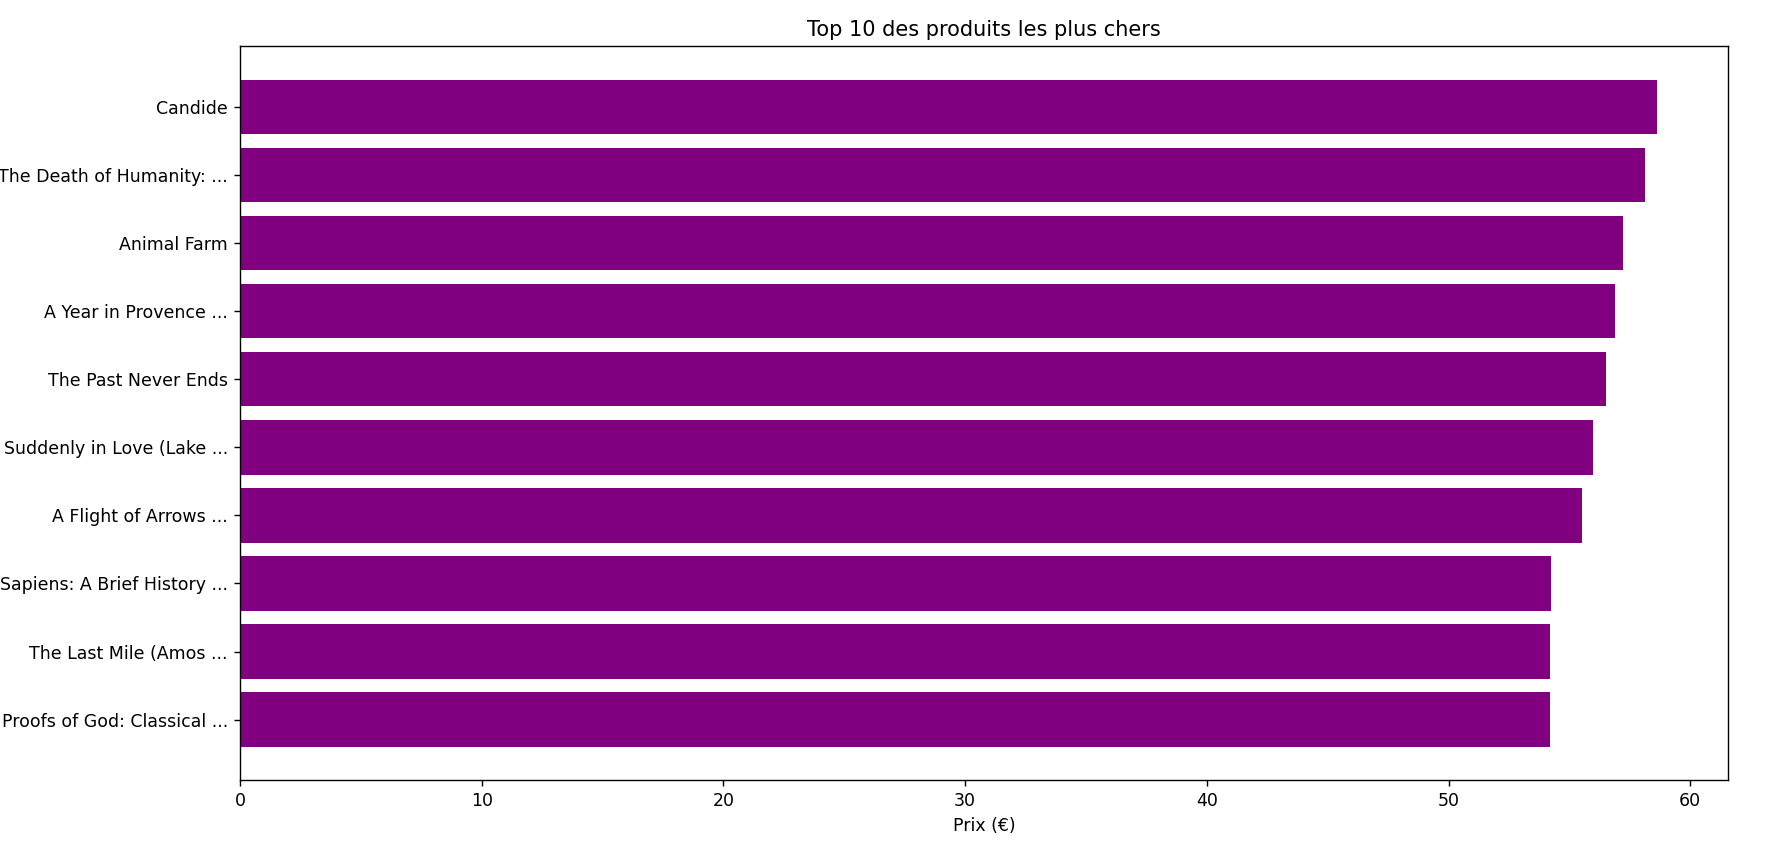 Top 10 des produits les plus chers
Candide
The Death of Humanity: ...
Animal Farm
A Year in Provence ...
The Past Never Ends
Suddenly in Love (Lake ...
A Flight of Arrows ...
Sapiens: A Brief History ...
The Last Mile (Amos ...
Proofs of God: Classical ...
0 10 20 30 40 50 60
Prix (€)